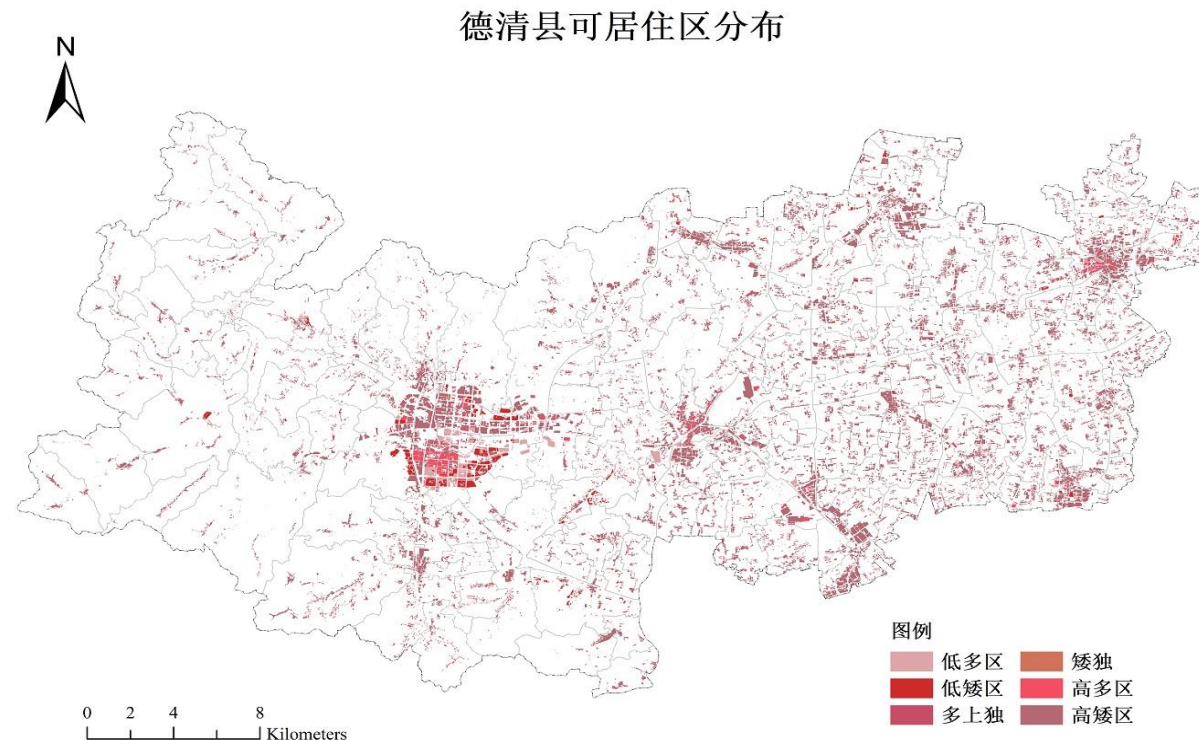 德清县可居住区分布
N
图例
低多区 矮独
低矮区 高多区
多上独 高矮区
0 2 4 8
Kilometers